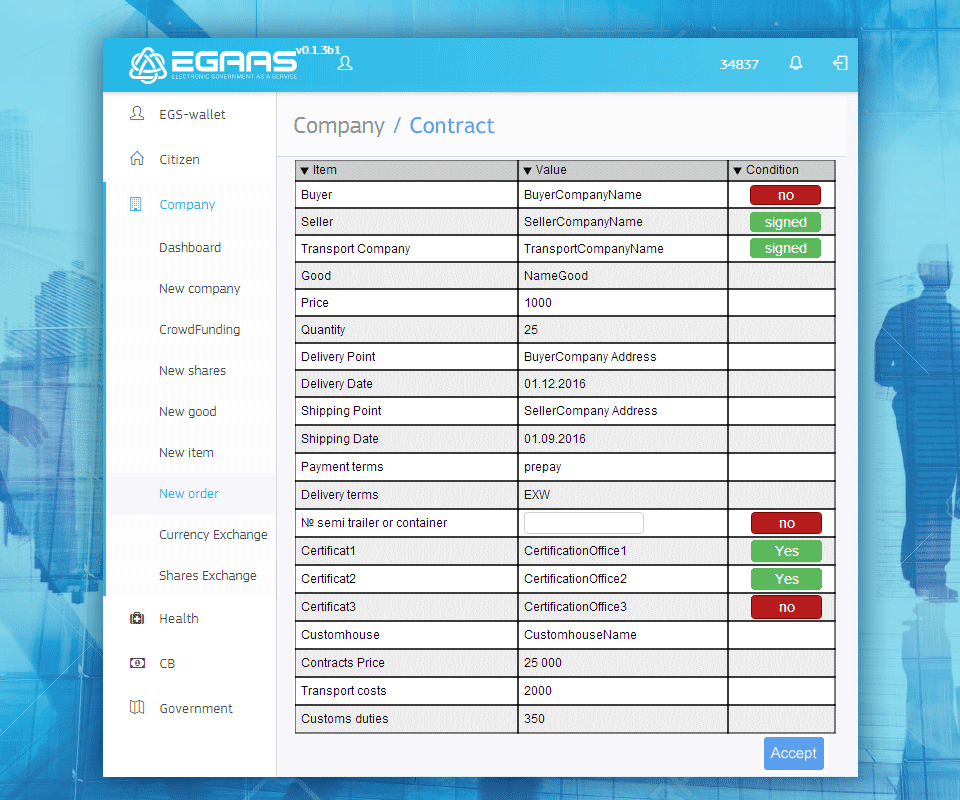 EGAAS v0.1.3b1
ELECTRONIC GOVERNMENT AS A SERVICE
34837
EGS-wallet
Citizen
Company
Dashboard
New company
CrowdFunding
New shares
New good
New item
New order
Currency Exchange
Shares Exchange
Health
CB
Government
Company / Contract
▼ Item ▼ Value ▼ Condition
Buyer BuyerCompanyName no
Seller SellerCompanyName signed
Transport Company TransportCompanyName signed
Good NameGood
Price 1000
Quantity 25
Delivery Point BuyerCompany Address
Delivery Date 01.12.2016
Shipping Point SellerCompany Address
Shipping Date 01.09.2016
Payment terms prepay
Delivery terms EXW
№ semi trailer or container no
Certificat1 CertificationOffice1 Yes
Certificat2 CertificationOffice2 Yes
Certificat3 CertificationOffice3 no
Customhouse CustomhouseName
Contracts Price 25 000
Transport costs 2000
Customs duties 350
Accept